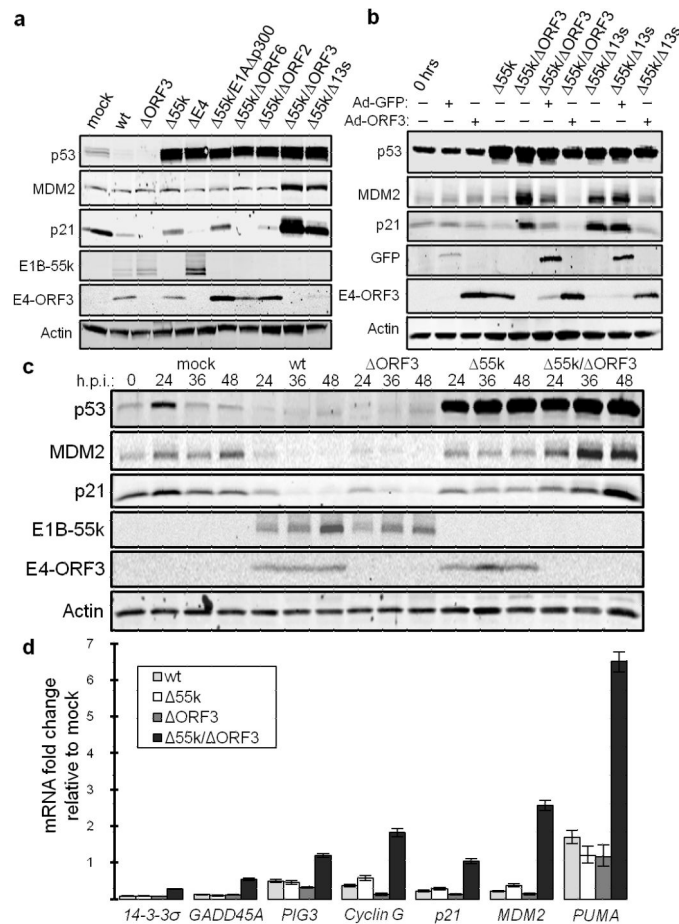 a
mock
wt
ΔORF3
Δ55k
ΔE4
Δ55k/E1AΔp300
Δ55k/ΔORF6
Δ55k/ΔORF2
Δ55k/ΔORF3
Δ55k/Δ13s
p53
MDM2
p21
E1B-55k
E4-ORF3
Actin
b
0 hrs
Δ55k
Δ55k/ΔORF3
Δ55k/ΔORF3
Δ55k/ΔORF3
Δ55k/Δ13s
Δ55k/Δ13s
Δ55k/Δ13s
Ad-GFP: – + – – – + – – + –
Ad-ORF3: – – + – – – + – – +
p53
MDM2
p21
GFP
E4-ORF3
Actin
c
mock wt ΔORF3 Δ55k Δ55k/ΔORF3
h.p.i.: 0 24 36 48 24 36 48 24 36 48 24 36 48 24 36 48
p53
MDM2
p21
E1B-55k
E4-ORF3
Actin
d
7
6
5
4
3
2
1
mRNA fold change
relative to mock
wt
Δ55k
ΔORF3
Δ55k/ΔORF3
14-3-3σ GADD45A PIG3 Cyclin G p21 MDM2 PUMA